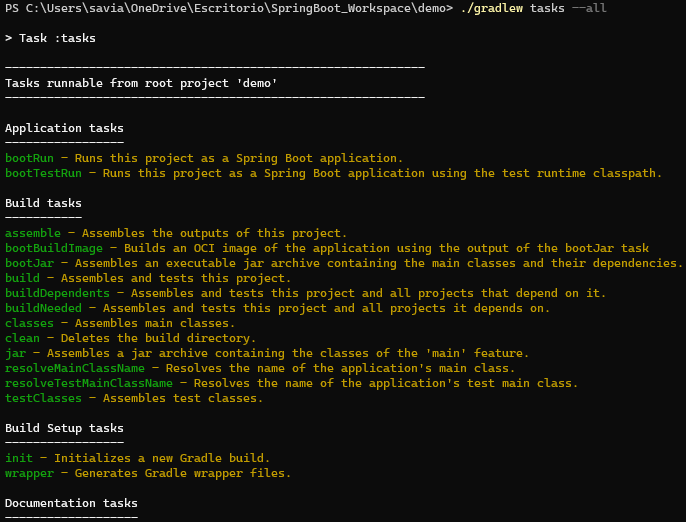 PS C:\Users\savia\OneDrive\Escritorio\SpringBoot_Workspace\demo> ./gradlew tasks --all
> Task :tasks
------------------------------------------------------------
Tasks runnable from root project 'demo'
------------------------------------------------------------
Application tasks
-----------------
bootRun - Runs this project as a Spring Boot application.
bootTestRun - Runs this project as a Spring Boot application using the test runtime classpath.
Build tasks
-----------
assemble - Assembles the outputs of this project.
bootBuildImage - Builds an OCI image of the application using the output of the bootJar task
bootJar - Assembles an executable jar archive containing the main classes and their dependencies.
build - Assembles and tests this project.
buildDependents - Assembles and tests this project and all projects that depend on it.
buildNeeded - Assembles and tests this project and all projects it depends on.
classes - Assembles main classes.
clean - Deletes the build directory.
jar - Assembles a jar archive containing the classes of the 'main' feature.
resolveMainClassName - Resolves the name of the application's main class.
resolveTestMainClassName - Resolves the name of the application's test main class.
testClasses - Assembles test classes.
Build Setup tasks
-----------------
init - Initializes a new Gradle build.
wrapper - Generates Gradle wrapper files.
Documentation tasks
-------------------